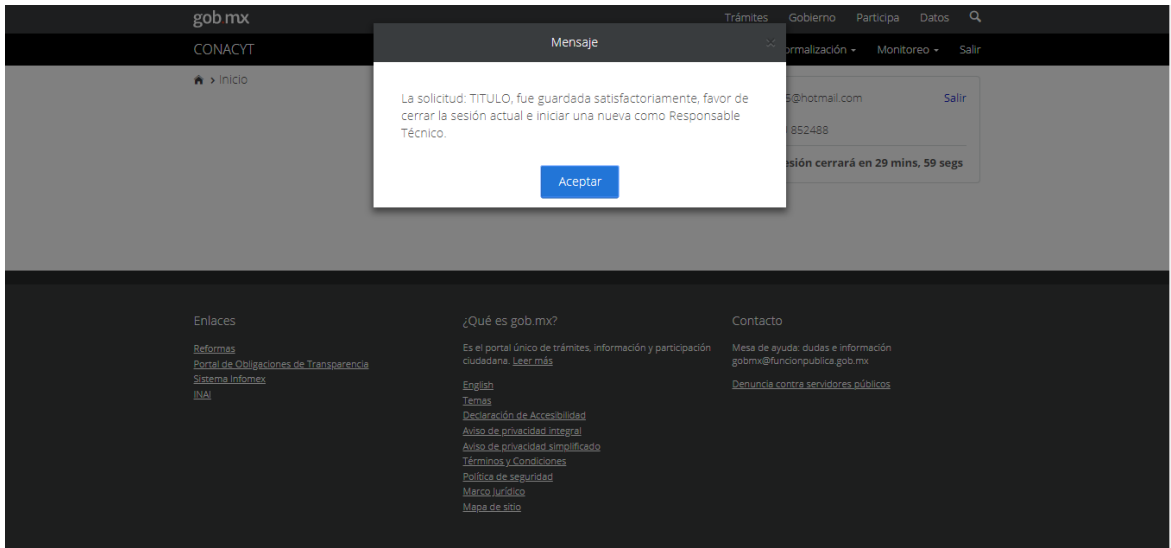 gob mx
Trámites Gobierno Participa Datos
CONACYT
Mensaje
Monitoreo
Salir
Inicio
La solicitud: TITULO, fue guardada satisfactoriamente, favor de
cerrar la sesión actual e iniciar una nueva como Responsable
Técnico.
Aceptar
5@hotmail.com
Salir
852488
cerrará en 29 mins, 59 segs
Enlaces
Reformas
Portal de Obligaciones de Transparencia
Sistema Infomex
INAI
¿Qué es gob.mx?
Es el portal único de trámites, información y participación
ciudadana. Leer más
English
Temas
Declaración de Accesibilidad
Aviso de privacidad integral
Aviso de privacidad simplificado
Términos y Condiciones
Política de seguridad
Marco Jurídico
Mapa de sitio
Contacto
Mesa de ayuda: dudas e información
gobmx@funcionpublica.gob.mx
Denuncia contra servidores públicos